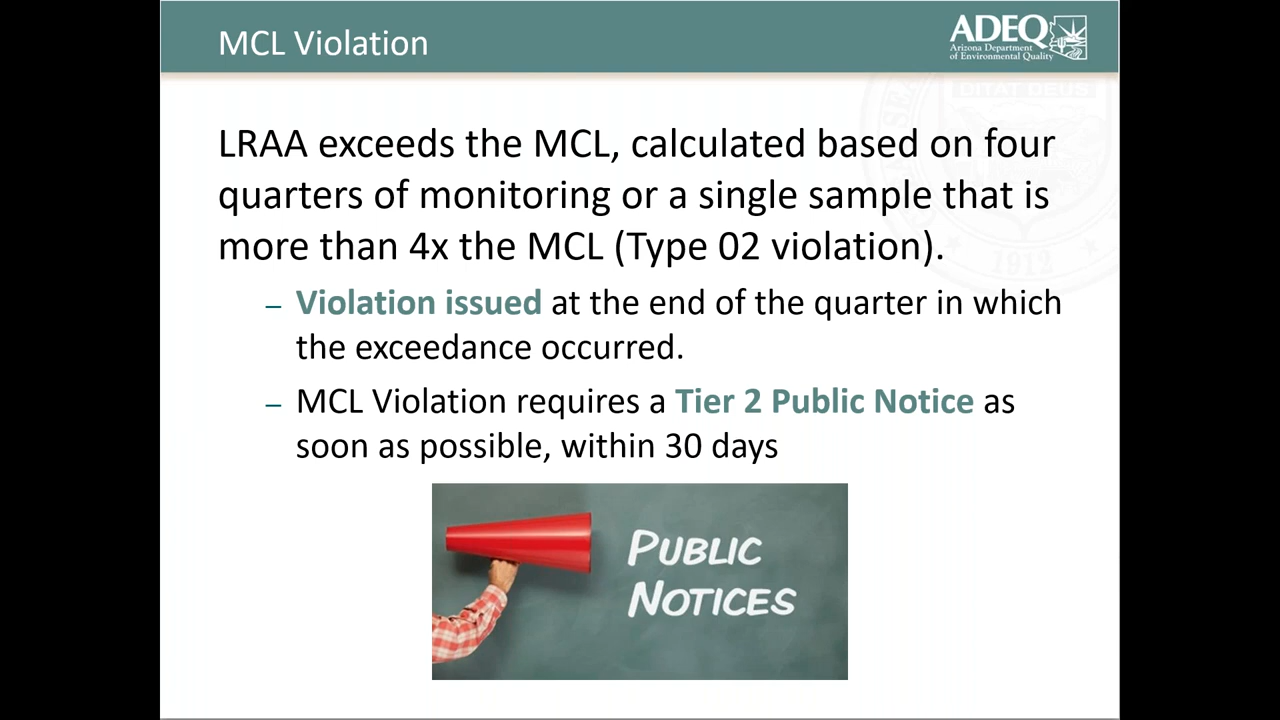 MCL Violation
ADEQ
Arizona Department
of Environmental Quality
DITAT DEUS
LRAA exceeds the MCL, calculated based on four
quarters of monitoring or a single sample that is
more than 4x the MCL (Type 02 violation).
1912
– Violation issued at the end of the quarter in which
the exceedance occurred.
– MCL Violation requires a Tier 2 Public Notice as
soon as possible, within 30 days
PUBLIC
NOTICES